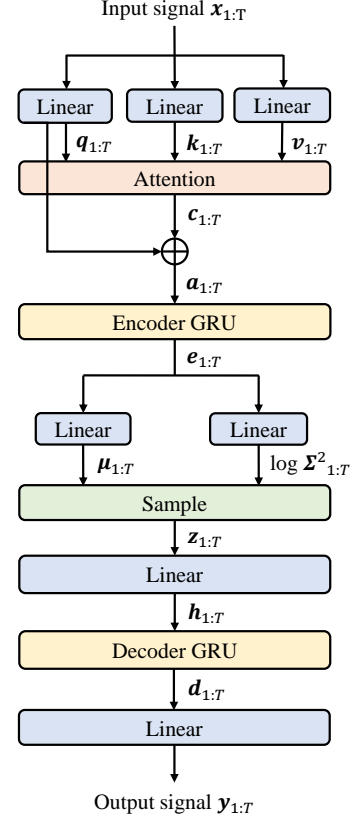 Input signal x1:T
Linear Linear Linear
q1:T k1:T v1:T
Attention
c1:T
a1:T
Encoder GRU
e1:T
Linear Linear
μ1:T log Σ²1:T
Sample
z1:T
Linear
h1:T
Decoder GRU
d1:T
Linear
Output signal y1:T